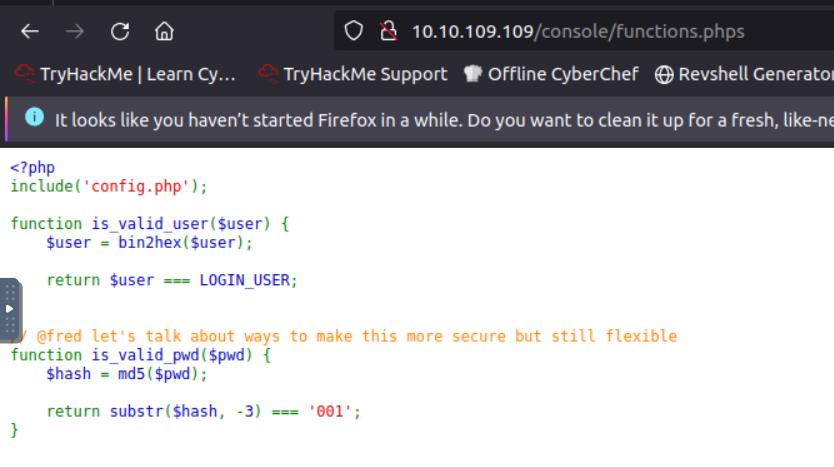 10.10.109.109/console/functions.phps
TryHackMe | Learn Cy... TryHackMe Support Offline CyberChef Revshell Generator
It looks like you haven't started Firefox in a while. Do you want to clean it up for a fresh, like-ne
<?php
include('config.php');
function is_valid_user($user) {
    $user = bin2hex($user);
    return $user === LOGIN_USER;
/ @fred let's talk about ways to make this more secure but still flexible
function is_valid_pwd($pwd) {
    $hash = md5($pwd);
    return substr($hash, -3) === '001';
}